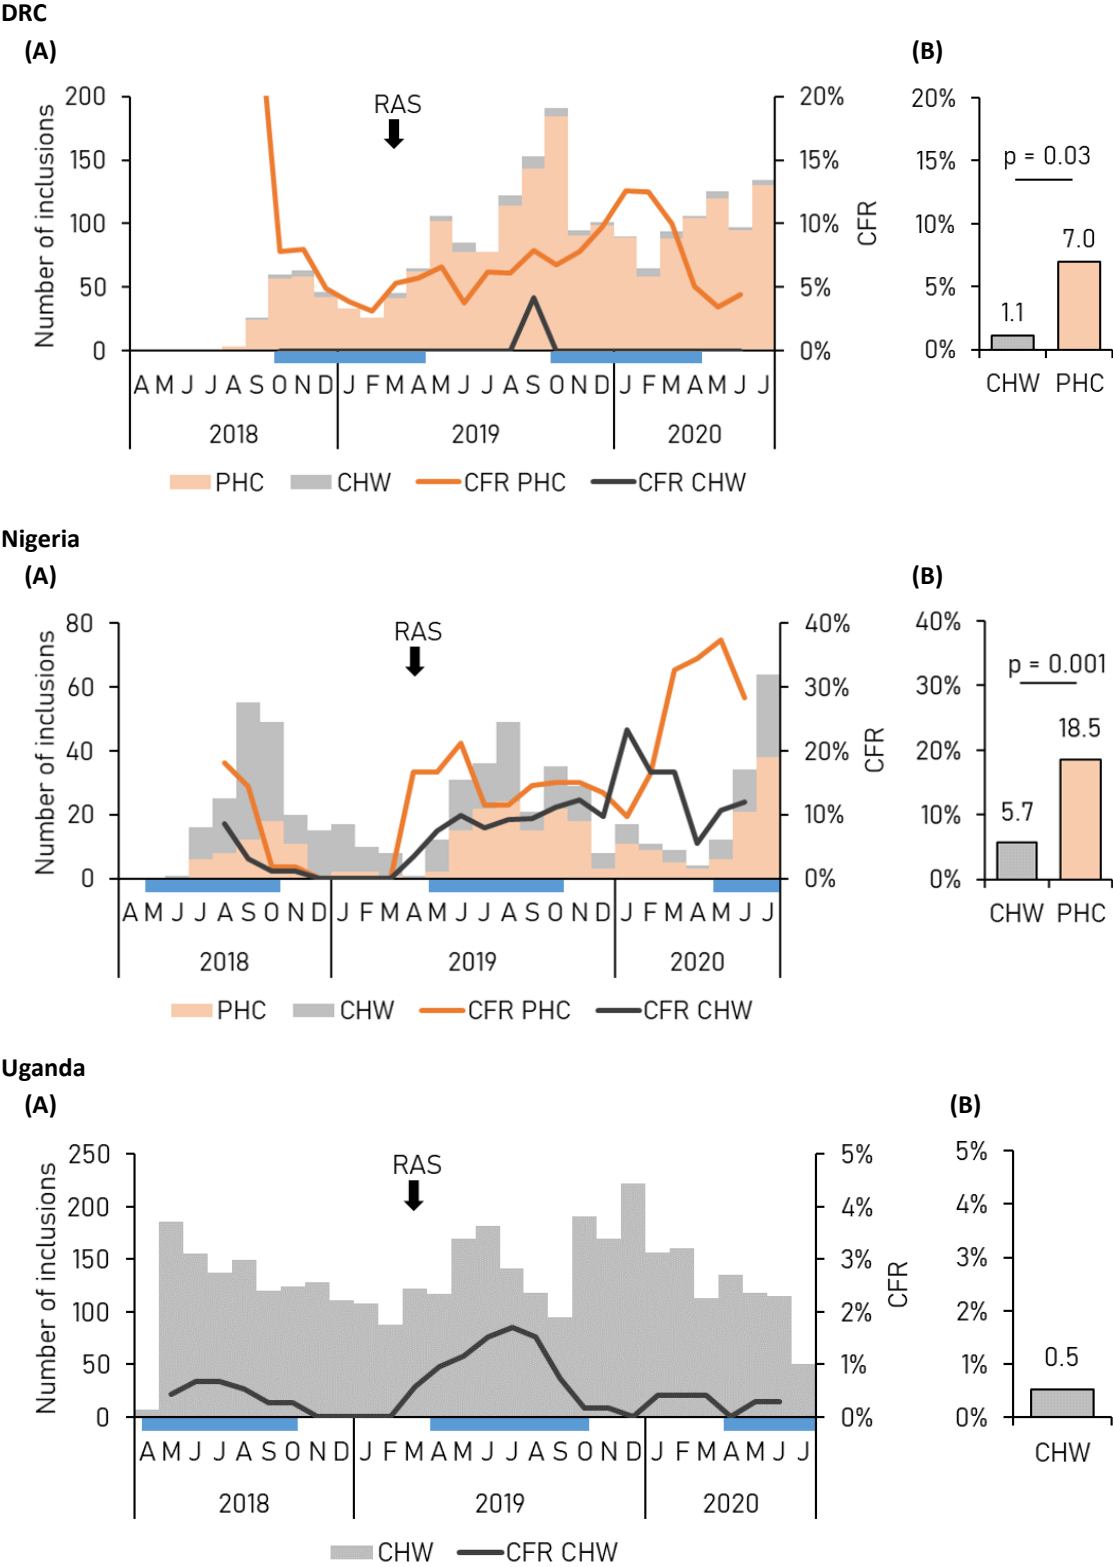 DRC
(A)
(B)
200
150
100
50
0
Number of inclusions
RAS
20%
15%
10%
5%
0%
CFR
A M J J A S O N D J F M A M J J A S O N D J F M A M J J
2018 2019 2020
PHC CHW CFR PHC CFR CHW
20%
15%
10%
5%
0%
p = 0.03
1.1
7.0
CHW PHC
Nigeria
(A)
(B)
80
60
40
20
0
Number of inclusions
RAS
40%
30%
20%
10%
0%
CFR
A M J J A S O N D J F M A M J J A S O N D J F M A M J J
2018 2019 2020
PHC CHW CFR PHC CFR CHW
40%
30%
20%
10%
0%
p = 0.001
5.7
18.5
CHW PHC
Uganda
(A)
(B)
250
200
150
100
50
0
Number of inclusions
RAS
5%
4%
3%
2%
1%
0%
CFR
A M J J A S O N D J F M A M J J A S O N D J F M A M J J
2018 2019 2020
CHW CFR CHW
5%
4%
3%
2%
1%
0%
0.5
CHW